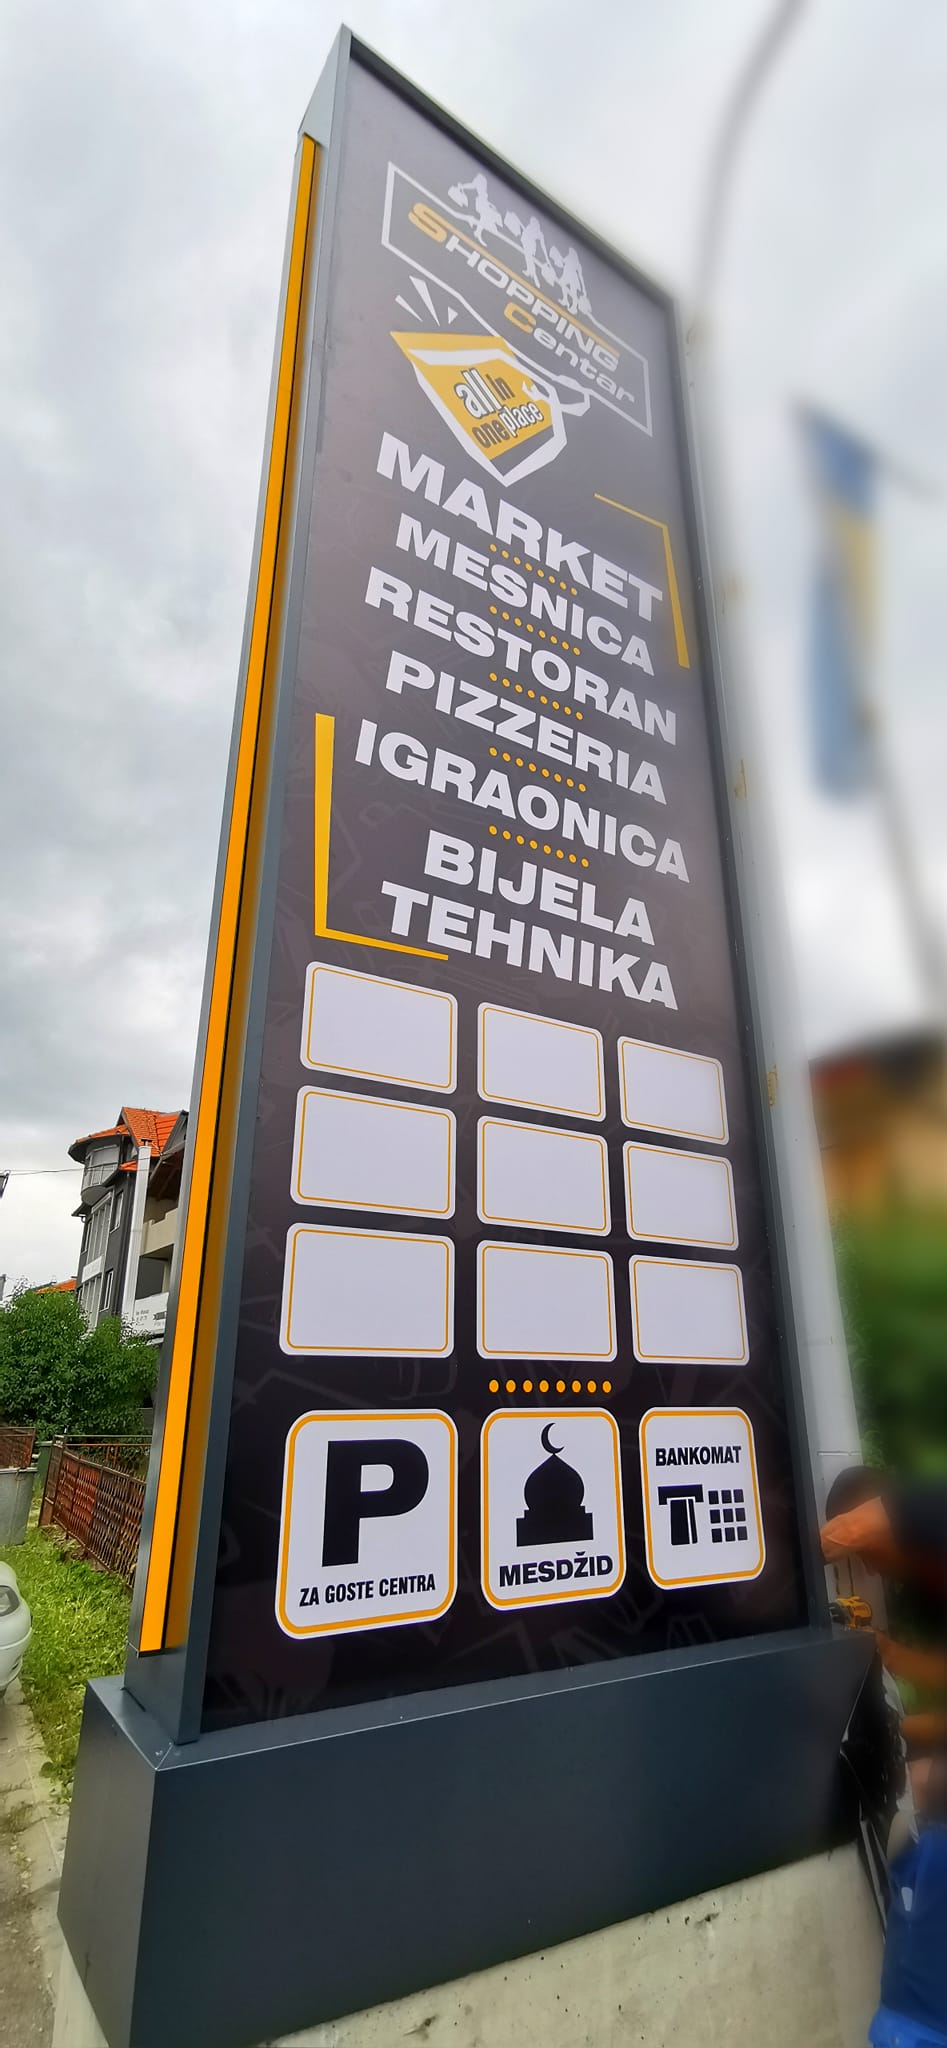 SHOPPING
Centar
all in
one place
MARKET
MESNICA
RESTORAN
PIZZERIA
IGRAONICA
BIJELA
TEHNIKA
P
ZA GOSTE CENTRA
MESDŽID
BANKOMAT